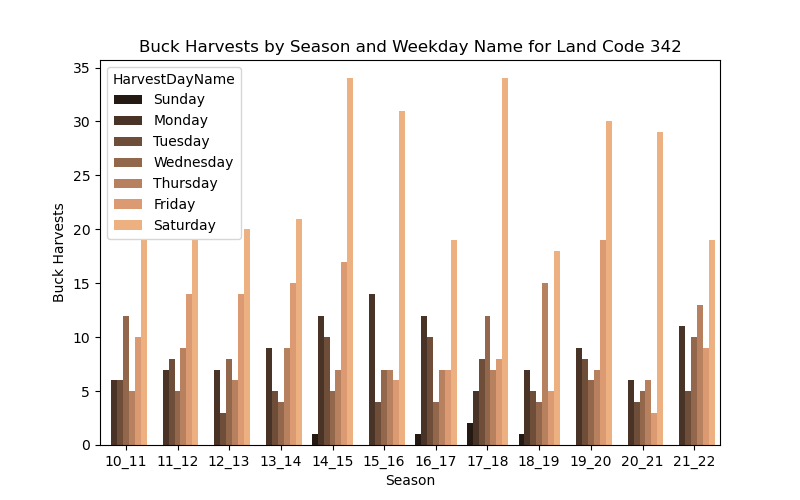 Buck Harvests by Season and Weekday Name for Land Code 342
35
30
25
20
15
10
5
0
Buck Harvests
HarvestDayName
Sunday
Monday
Tuesday
Wednesday
Thursday
Friday
Saturday
10_11 11_12 12_13 13_14 14_15 15_16 16_17 17_18 18_19 19_20 20_21 21_22
Season